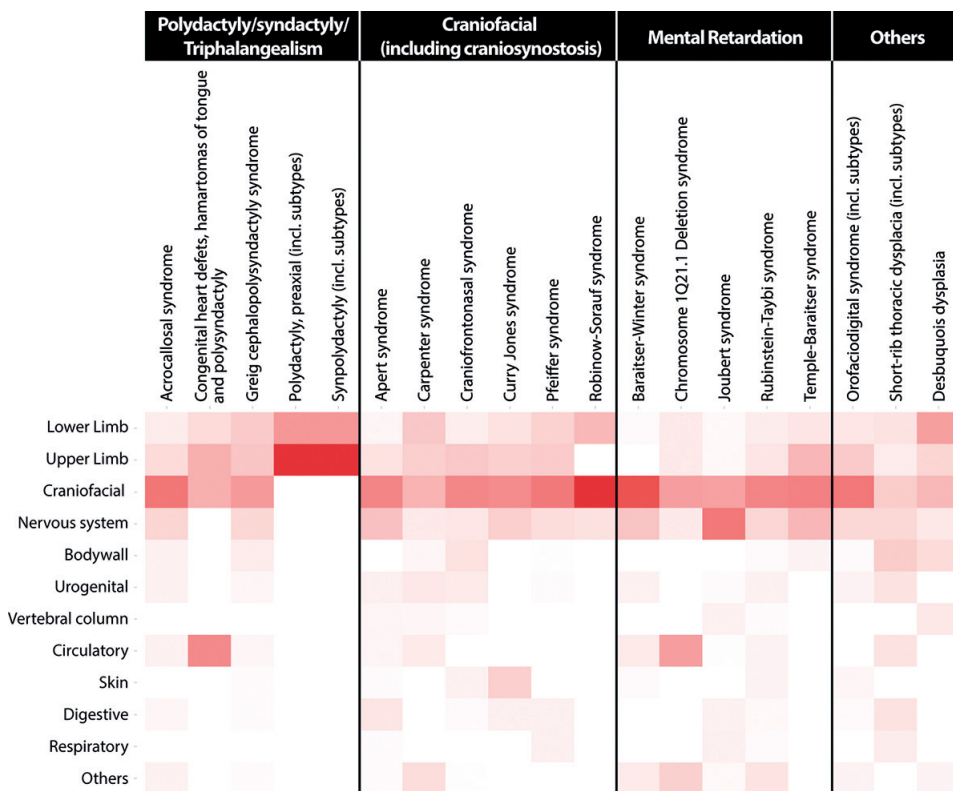 Polydactyly/syndactyly/
Triphalangealism
Craniofacial
(including craniosynostosis)
Mental Retardation
Others
Acrocallosal syndrome
Congenital heart defets, hamartomas of tongue
and polysyndactyly
Greig cephalopolysyndactyly syndrome
Polydactyly, preaxial (incl. subtypes)
Synpolydactyly (incl. subtypes)
Apert syndrome
Carpenter syndrome
Craniofrontonasal syndrome
Curry Jones syndrome
Pfeiffer syndrome
Robinow-Sorauf syndrome
Baraitser-Winter syndrome
Chromosome 1Q21.1 Deletion syndrome
Joubert syndrome
Rubinstein-Taybi syndrome
Temple-Baraitser syndrome
Orofaciodigital syndrome (incl. subtypes)
Short-rib thoracic dysplacia (incl. subtypes)
Desbuquois dysplasia
Lower Limb
Upper Limb
Craniofacial
Nervous system
Bodywall
Urogenital
Vertebral column
Circulatory
Skin
Digestive
Respiratory
Others